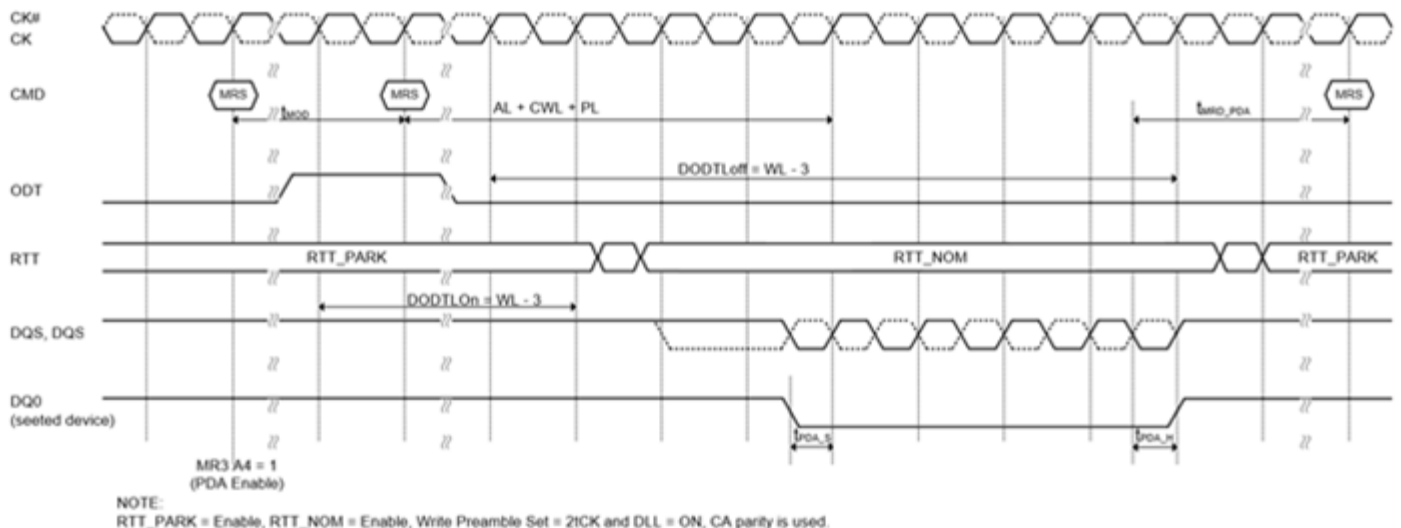 CK#
CK
CMD
MRS
MRS
MRS
tMOD
AL + CWL + PL
tMRD_PDA
ODT
DODTLoff = WL - 3
RTT
RTT_PARK
RTT_NOM
RTT_PARK
DODTLOn = WL - 3
DQS, DQS
DQ0
(seeted device)
tPDA_S
tPDA_H
MR3 A4 = 1
(PDA Enable)
NOTE:
RTT_PARK = Enable, RTT_NOM = Enable, Write Preamble Set = 2tCK and DLL = ON, CA parity is used.